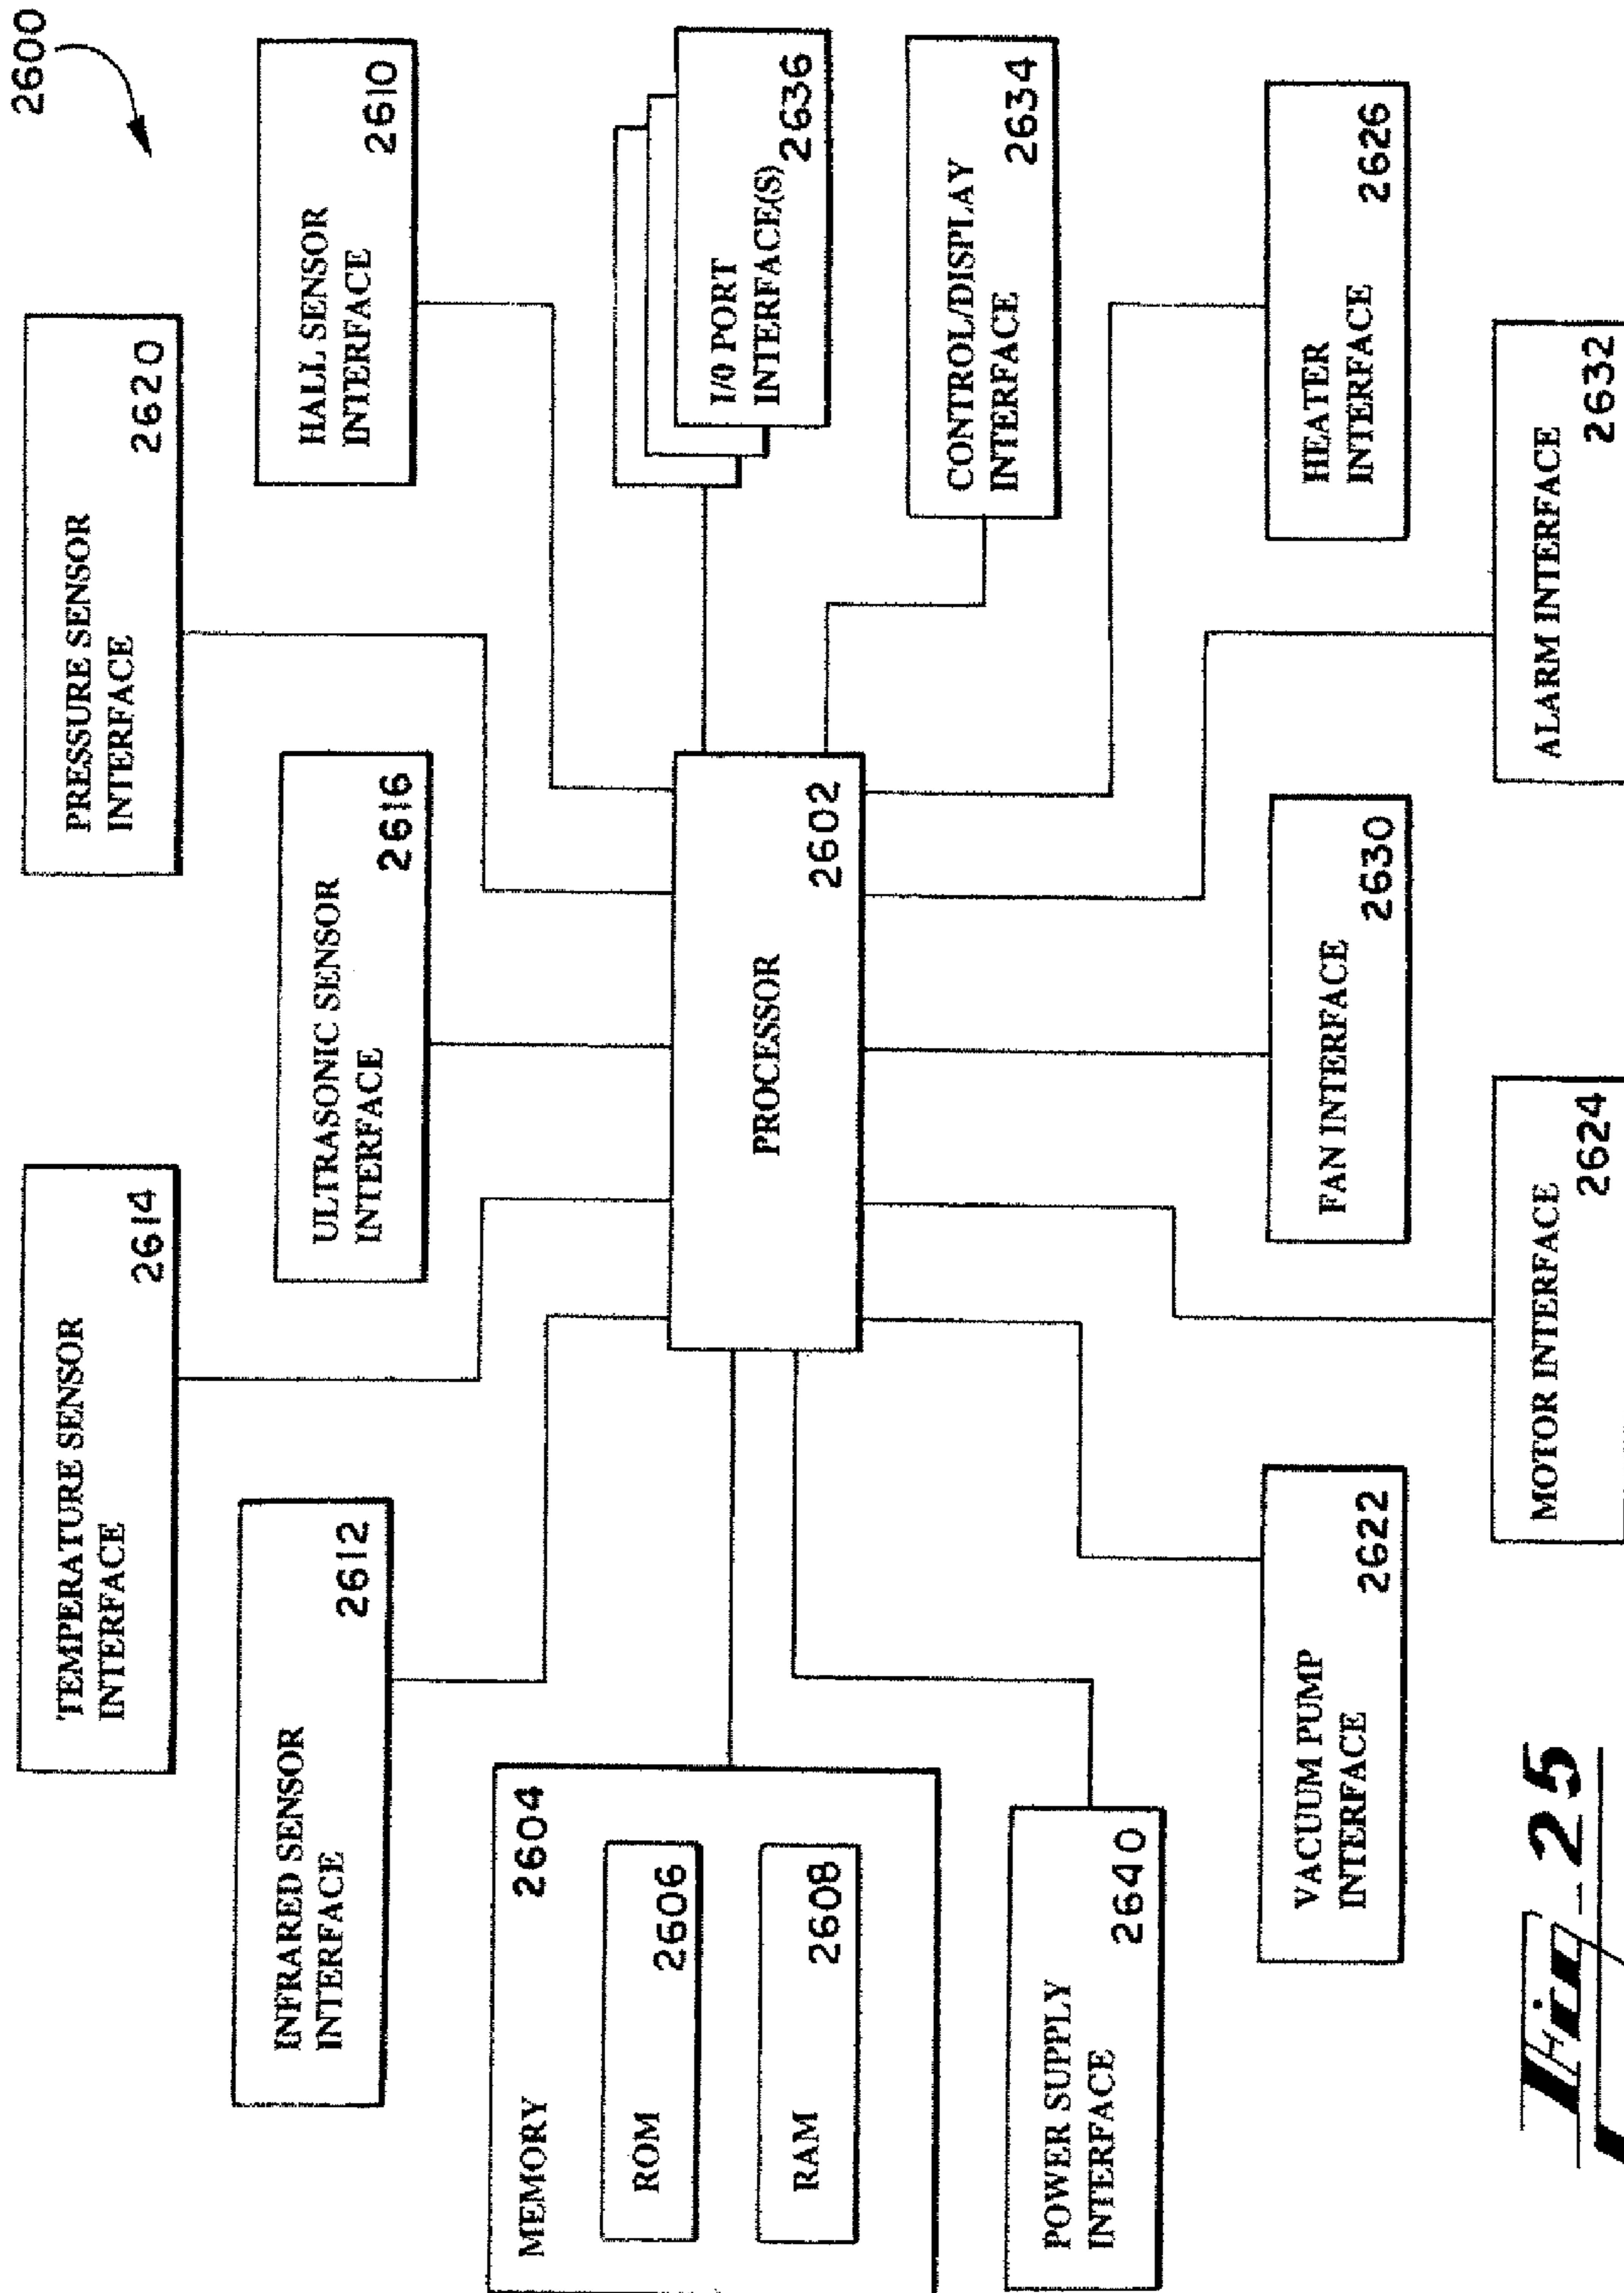 2600
TEMPERATURE SENSOR
INTERFACE
2614
PRESSURE SENSOR
INTERFACE
2620
INFRARED SENSOR
INTERFACE
2612
ULTRASONIC SENSOR
INTERFACE
2616
HALL SENSOR
INTERFACE
2610
MEMORY
2604
ROM
2606
RAM
2608
PROCESSOR
2602
I/0 PORT
INTERFACE(S)
2636
POWER SUPPLY
INTERFACE
2640
CONTROL/DISPLAY
INTERFACE
2634
VACUUM PUMP
INTERFACE
2622
FAN INTERFACE
2630
HEATER
INTERFACE
2626
MOTOR INTERFACE
2624
ALARM INTERFACE
2632
Fig. 25